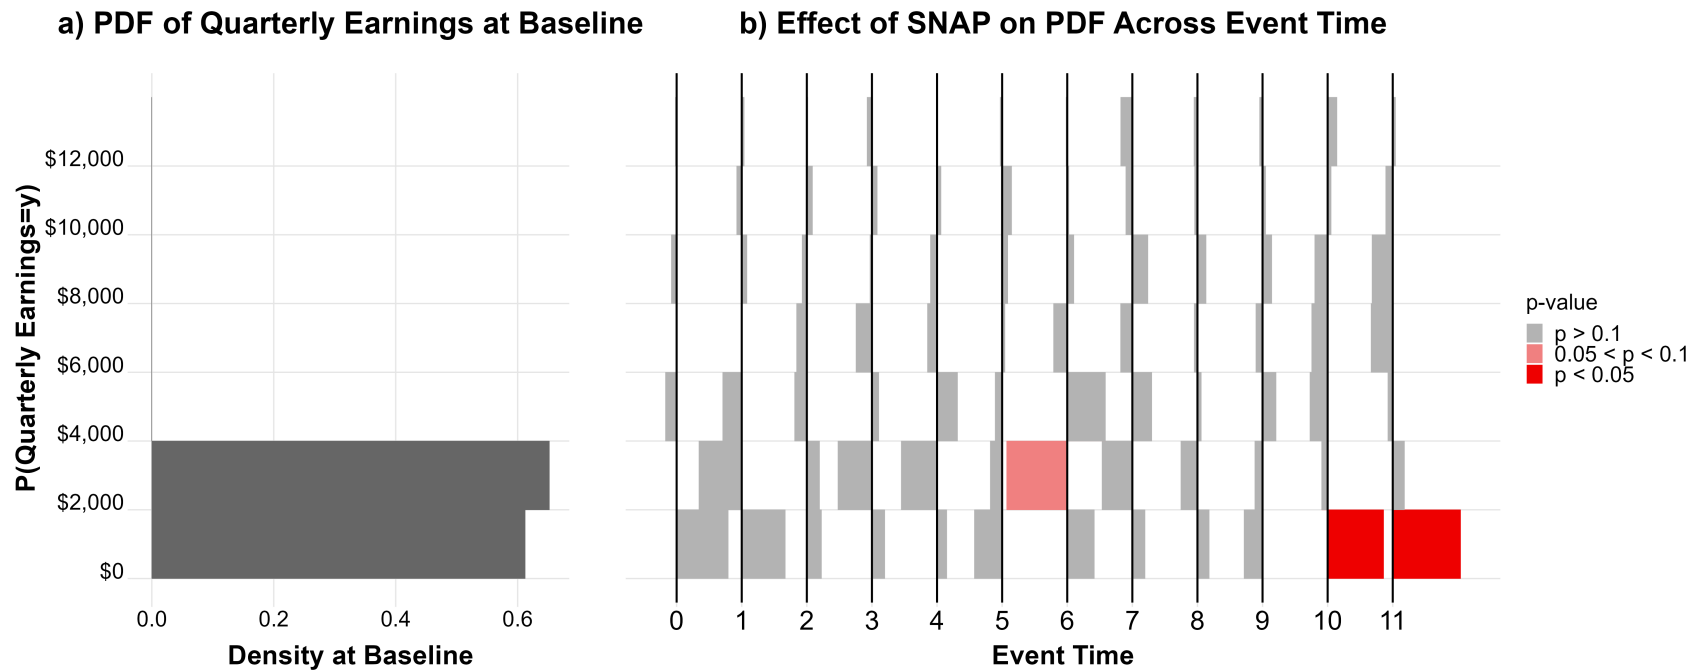 a) PDF of Quarterly Earnings at Baseline
b) Effect of SNAP on PDF Across Event Time
P(Quarterly Earnings=y)
$12,000
$10,000
$8,000
$6,000
$4,000
$2,000
$0
0.0 0.2 0.4 0.6
Density at Baseline
0 1 2 3 4 5 6 7 8 9 10 11
Event Time
p-value
p > 0.1
0.05 < p < 0.1
p < 0.05